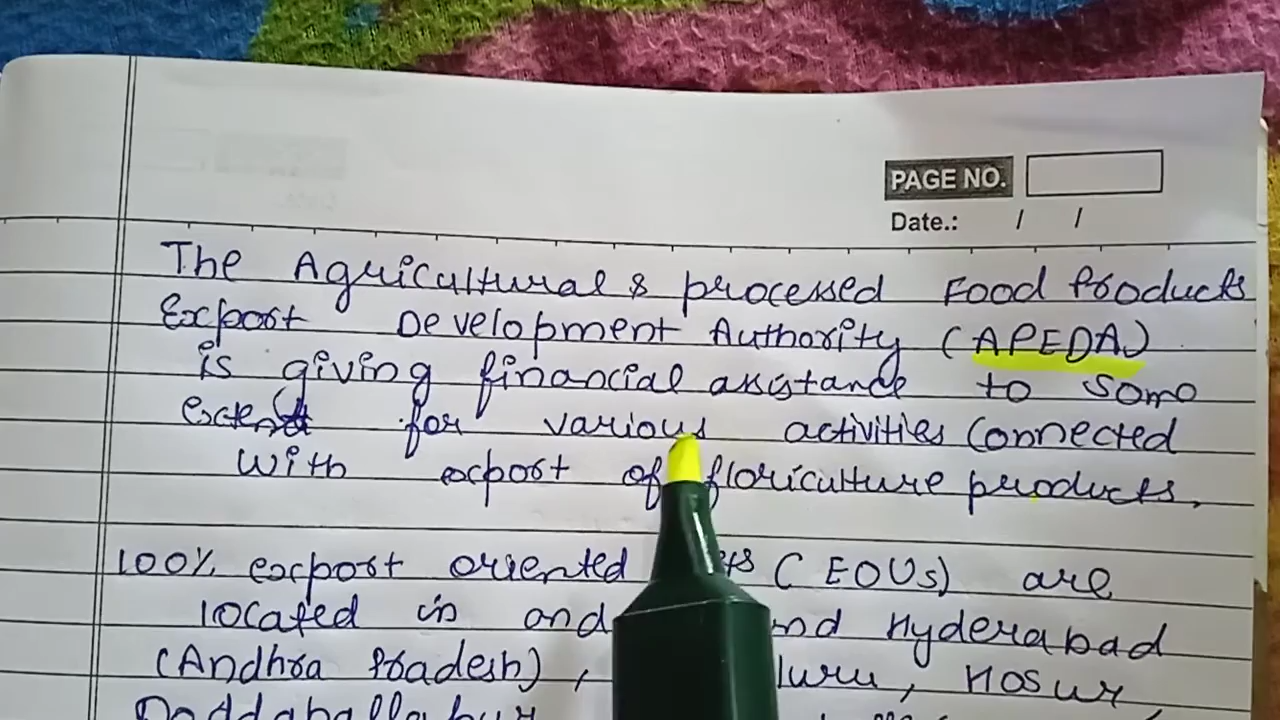 PAGE NO.
Date.: / /
The Agricultural & processed Food Products
Export Development Authority (APEDA)
is giving financial assistance to some
extent for various activities Connected
With export of floriculture products.
100% export oriented (EOUs) are
located in and Hyderabad
(Andhra Pradesh), Hosur,
Doddaballabur